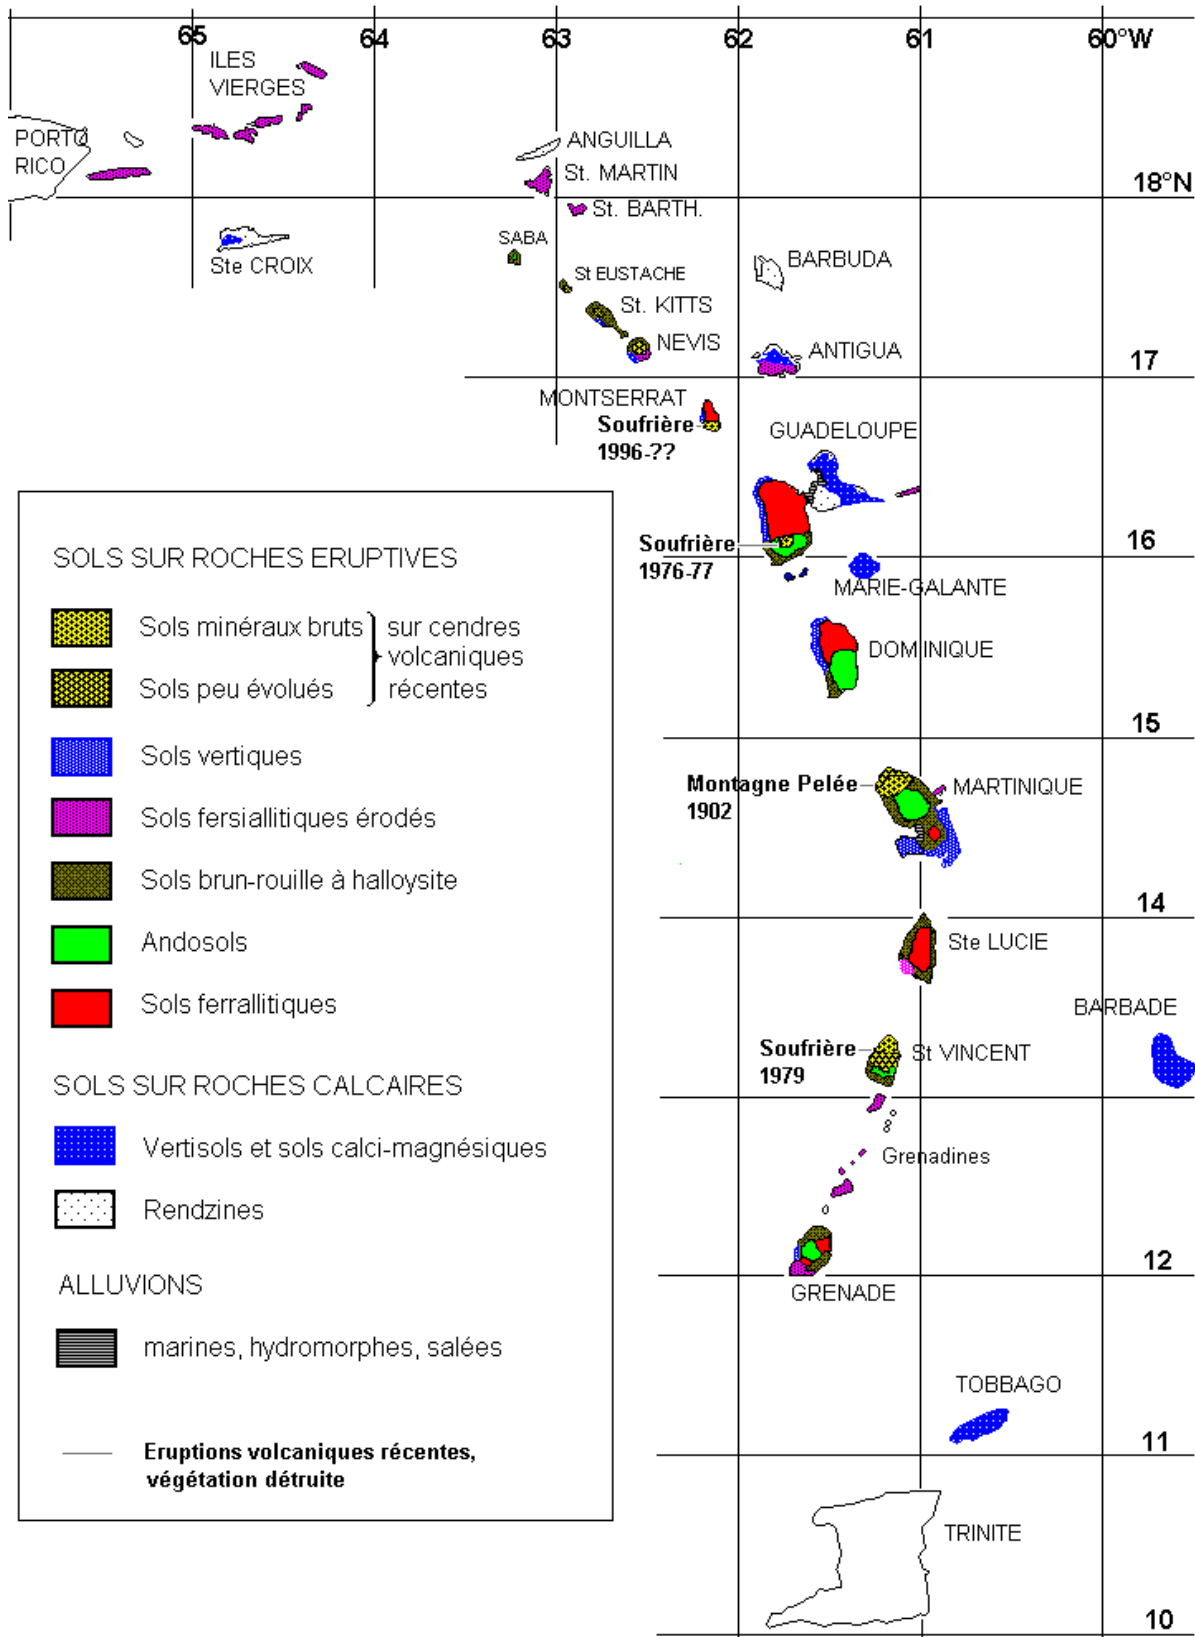 65
64
63
62
61
60°W
ILES
VIERGES
PORTO
RICO
ANGUILLA
St. MARTIN
18°N
St. BARTH.
SABA
Ste CROIX
BARBUDA
St EUSTACHE
St. KITTS
NEVIS
ANTIGUA
17
MONTSERRAT
Soufrière
1996-??
GUADELOUPE
Soufrière
1976-77
16
MARIE-GALANTE
DOMINIQUE
15
Montagne Pelée
1902
MARTINIQUE
14
Ste LUCIE
BARBADE
Soufrière
1979
St VINCENT
Grenadines
12
GRENADE
TOBBAGO
11
TRINITE
10
SOLS SUR ROCHES ERUPTIVES
Sols minéraux bruts
Sols peu évolués
sur cendres
volcaniques
récentes
Sols vertiques
Sols fersiallitiques érodés
Sols brun-rouille à halloysite
Andosols
Sols ferrallitiques
SOLS SUR ROCHES CALCAIRES
Vertisols et sols calci-magnésiques
Rendzines
ALLUVIONS
marines, hydromorphes, salées
Eruptions volcaniques récentes,
végétation détruite